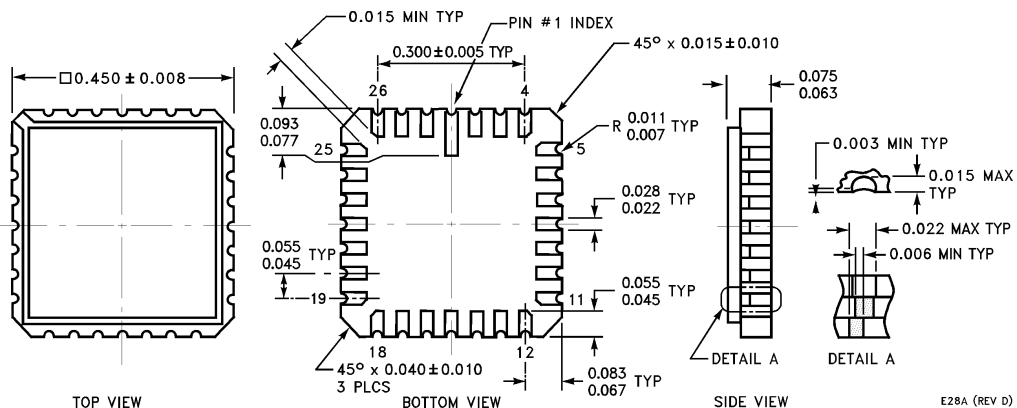 0.015 MIN TYP
PIN #1 INDEX
0.300±0.005 TYP
45° x 0.015±0.010
□0.450 ± 0.008
26
4
0.075
0.063
0.093
0.077
R 0.011
0.007 TYP
25
5
0.003 MIN TYP
0.015 MAX
TYP
0.028
0.022 TYP
0.022 MAX TYP
0.006 MIN TYP
0.055
0.045 TYP
0.055
0.045 TYP
19
11
18
12
45° x 0.040±0.010
3 PLCS
0.083
0.067 TYP
DETAIL A
DETAIL A
TOP VIEW
BOTTOM VIEW
SIDE VIEW
E28A (REV D)